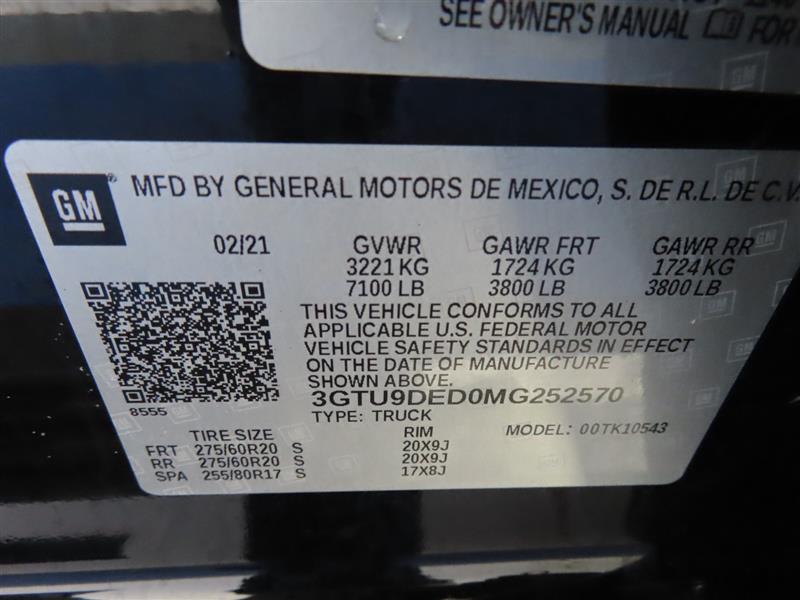 SEE OWNER'S MANUAL FOR
GM
MFD BY GENERAL MOTORS DE MEXICO, S. DE R.L. DE C.V.
02/21 GVWR GAWR FRT GAWR RR
3221 KG 1724 KG 1724 KG
7100 LB 3800 LB 3800 LB
THIS VEHICLE CONFORMS TO ALL
APPLICABLE U.S. FEDERAL MOTOR
VEHICLE SAFETY STANDARDS IN EFFECT
ON THE DATE OF MANUFACTURE
SHOWN ABOVE.
3GTU9DED0MG252570
8555
TYPE: TRUCK
TIRE SIZE RIM MODEL: 00TK10543
FRT 275/60R20 S 20X9J
RR 275/60R20 S 20X9J
SPA 255/80R17 S 17X8J